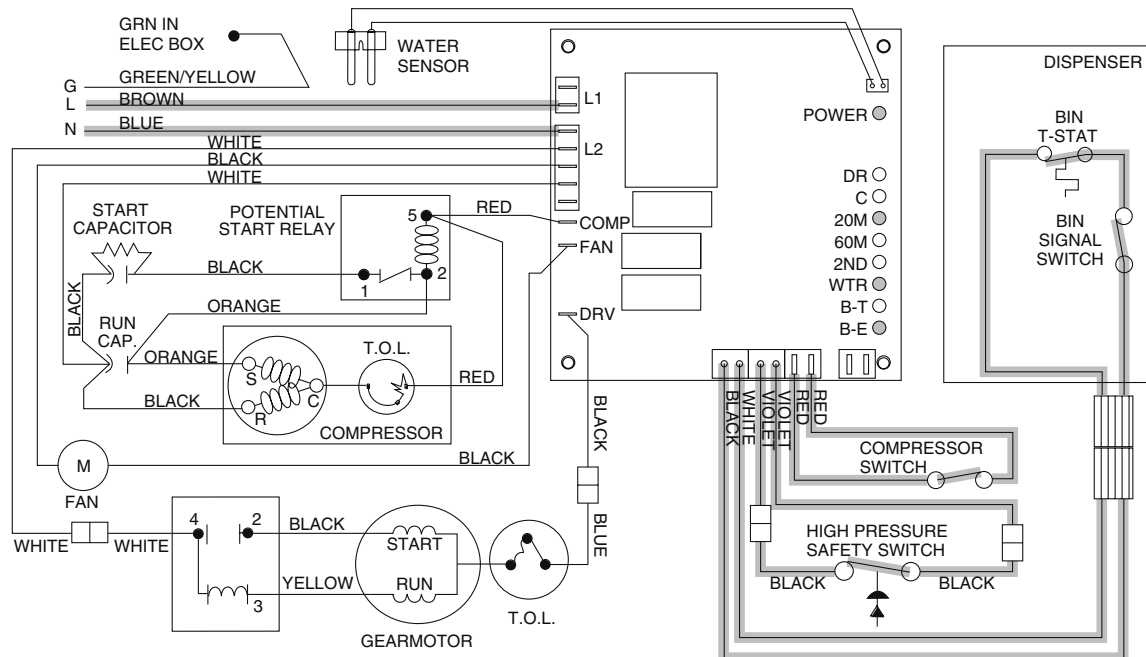 GRN IN
ELEC BOX
WATER
SENSOR
DISPENSER
G
GREEN/YELLOW
L
BROWN
L1
N
BLUE
WHITE
L2
BLACK
WHITE
POWER
BIN
T-STAT
DR
C
20M
60M
2ND
WTR
B-T
B-E
BIN
SIGNAL
SWITCH
START
CAPACITOR
POTENTIAL
START RELAY
5
RED
COMP
FAN
BLACK
1
2
ORANGE
BLACK
RUN
CAP.
DRV
ORANGE
T.O.L.
S
C
R
RED
BLACK
COMPRESSOR
BLACK
WHITE
VIOLET
VIOLET
RED
RED
BLACK
COMPRESSOR
SWITCH
M
FAN
BLACK
HIGH PRESSURE
SAFETY SWITCH
BLACK
BLACK
4
2
BLACK
START
BLUE
WHITE
WHITE
YELLOW
RUN
3
T.O.L.
GEARMOTOR